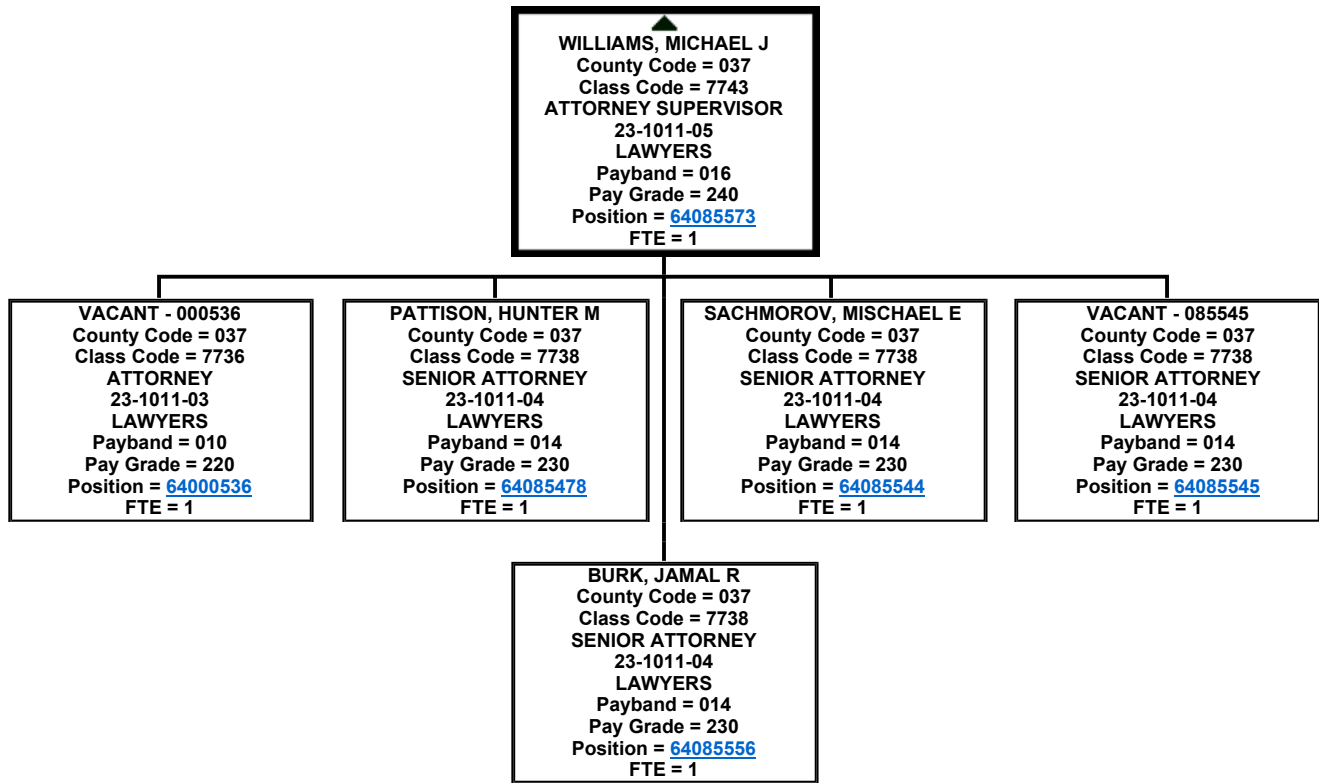 WILLIAMS, MICHAEL J
County Code = 037
Class Code = 7743
ATTORNEY SUPERVISOR
23-1011-05
LAWYERS
Payband = 016
Pay Grade = 240
Position = 64085573
FTE = 1
VACANT - 000536
County Code = 037
Class Code = 7736
ATTORNEY
23-1011-03
LAWYERS
Payband = 010
Pay Grade = 220
Position = 64000536
FTE = 1
PATTISON, HUNTER M
County Code = 037
Class Code = 7738
SENIOR ATTORNEY
23-1011-04
LAWYERS
Payband = 014
Pay Grade = 230
Position = 64085478
FTE = 1
SACHMOROV, MISCHAEL E
County Code = 037
Class Code = 7738
SENIOR ATTORNEY
23-1011-04
LAWYERS
Payband = 014
Pay Grade = 230
Position = 64085544
FTE = 1
VACANT - 085545
County Code = 037
Class Code = 7738
SENIOR ATTORNEY
23-1011-04
LAWYERS
Payband = 014
Pay Grade = 230
Position = 64085545
FTE = 1
BURK, JAMAL R
County Code = 037
Class Code = 7738
SENIOR ATTORNEY
23-1011-04
LAWYERS
Payband = 014
Pay Grade = 230
Position = 64085556
FTE = 1